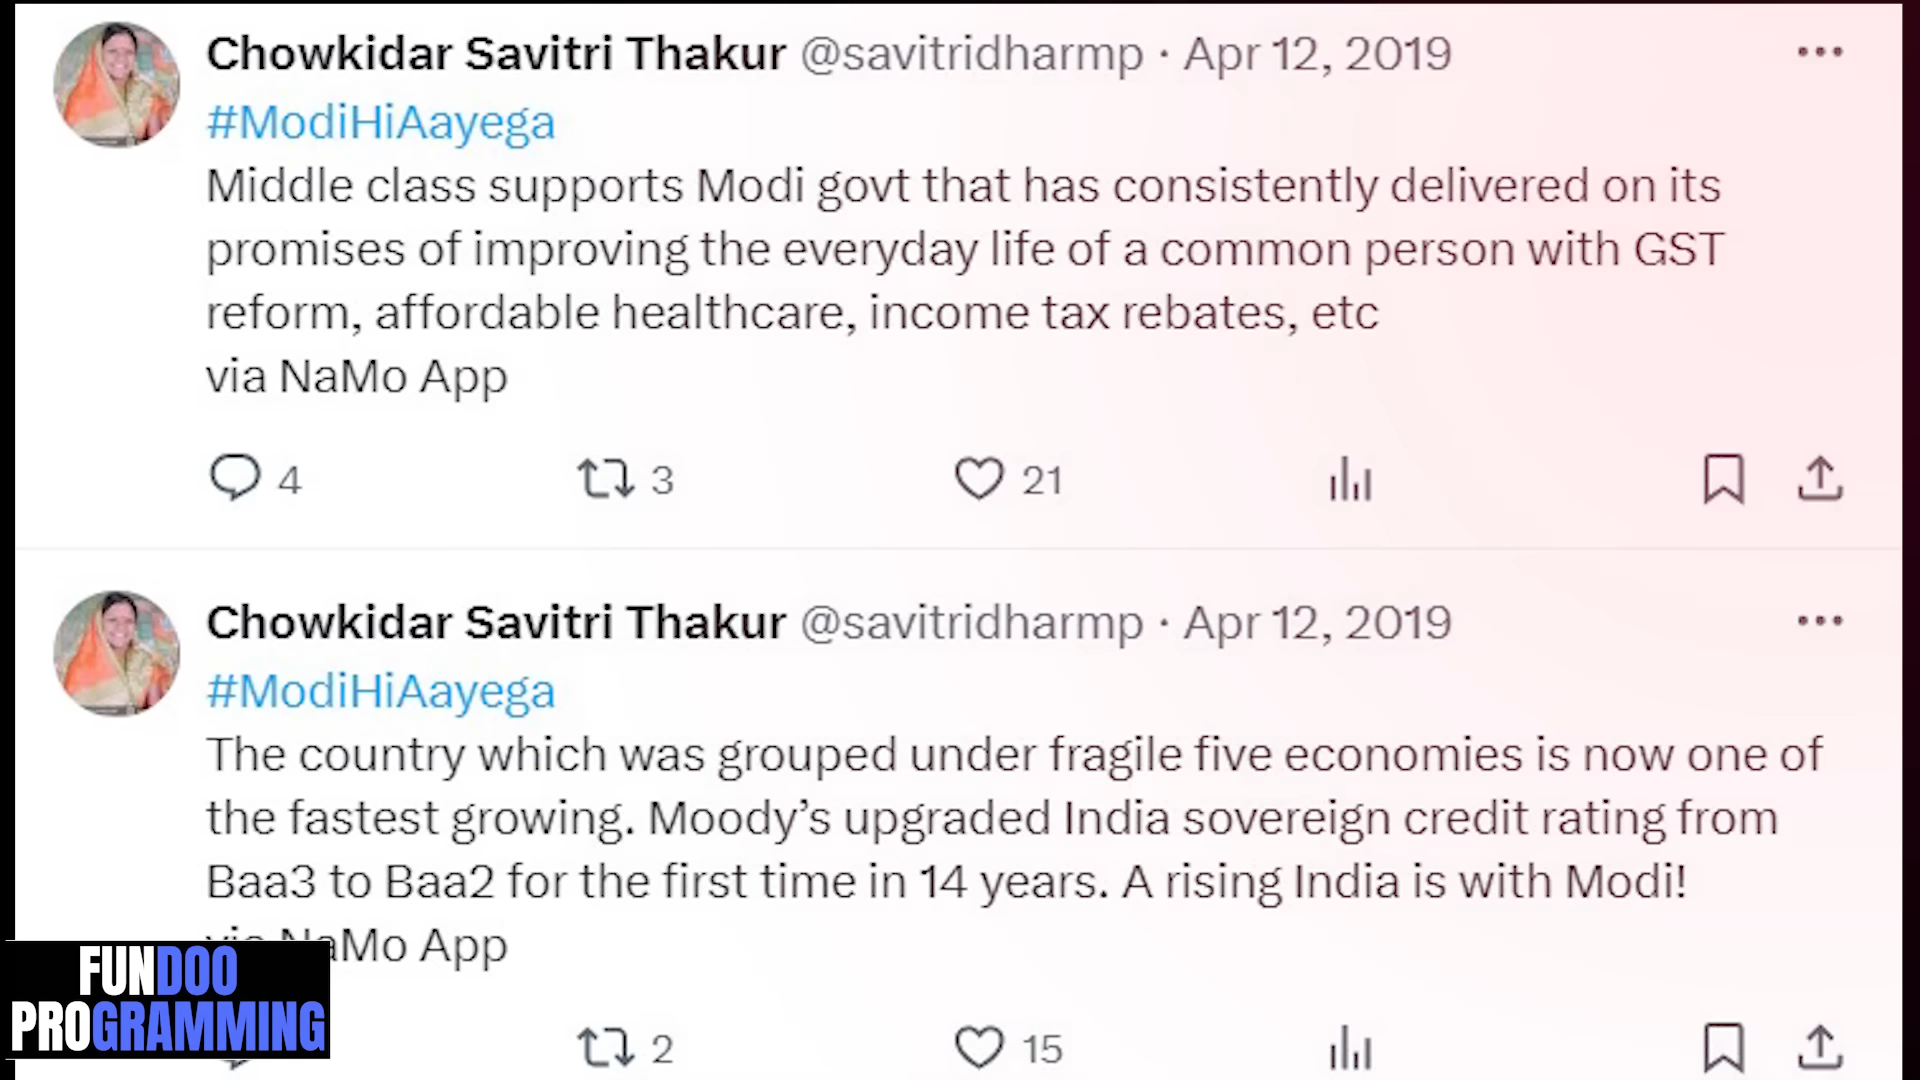 Chowkidar Savitri Thakur @savitridharmp · Apr 12, 2019
#ModiHiAayega
Middle class supports Modi govt that has consistently delivered on its
promises of improving the everyday life of a common person with GST
reform, affordable healthcare, income tax rebates, etc
via NaMo App
4 3 21
Chowkidar Savitri Thakur @savitridharmp · Apr 12, 2019
#ModiHiAayega
The country which was grouped under fragile five economies is now one of
the fastest growing. Moody's upgraded India sovereign credit rating from
Baa3 to Baa2 for the first time in 14 years. A rising India is with Modi!
via NaMo App
2 15
FUNDOO
PROGRAMMING